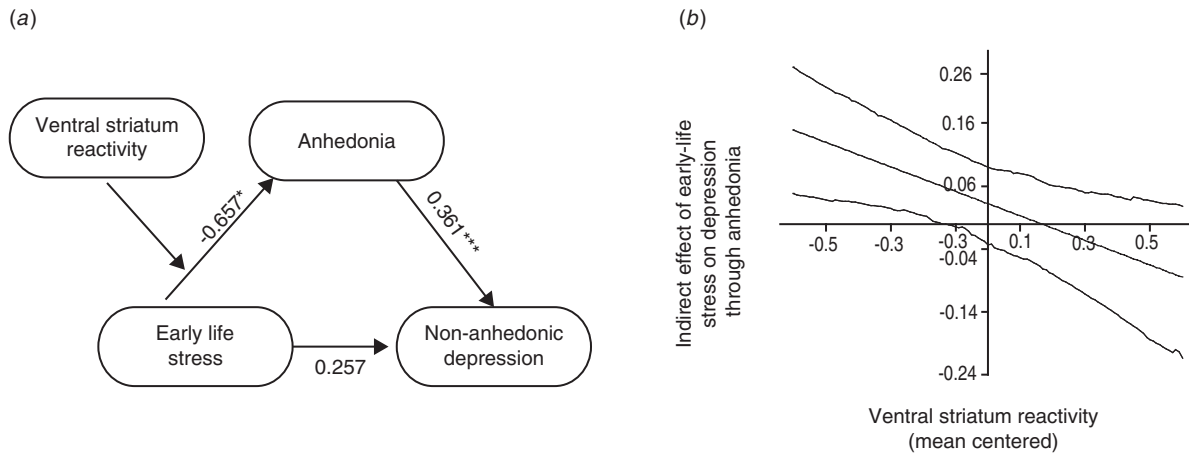 (a)
Ventral striatum
reactivity
Anhedonia
-0.657*
0.361***
Early life
stress
0.257
Non-anhedonic
depression
(b)
Indirect effect of early-life
stress on depression
through anhedonia
0.26
0.16
0.06
-0.04
-0.14
-0.24
-0.5
-0.3
0.1
0.3
0.5
Ventral striatum reactivity
(mean centered)